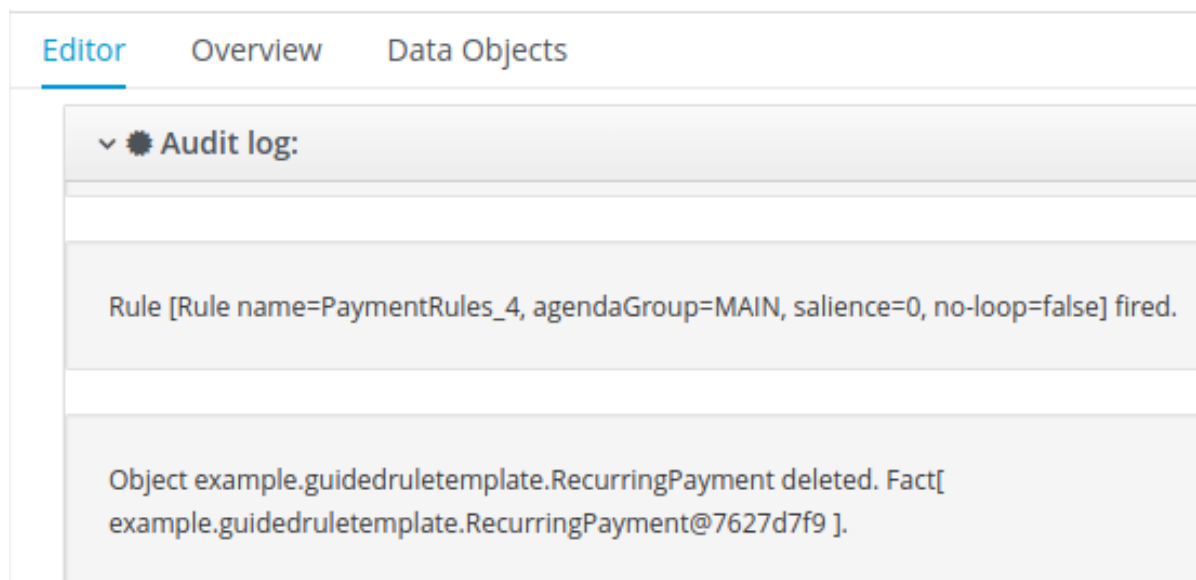 Editor Overview Data Objects
Audit log:
Rule [Rule name=PaymentRules_4, agendaGroup=MAIN, salience=0, no-loop=false] fired.
Object example.guidedruletemplate.RecurringPayment deleted. Fact[
example.guidedruletemplate.RecurringPayment@7627d7f9 ].